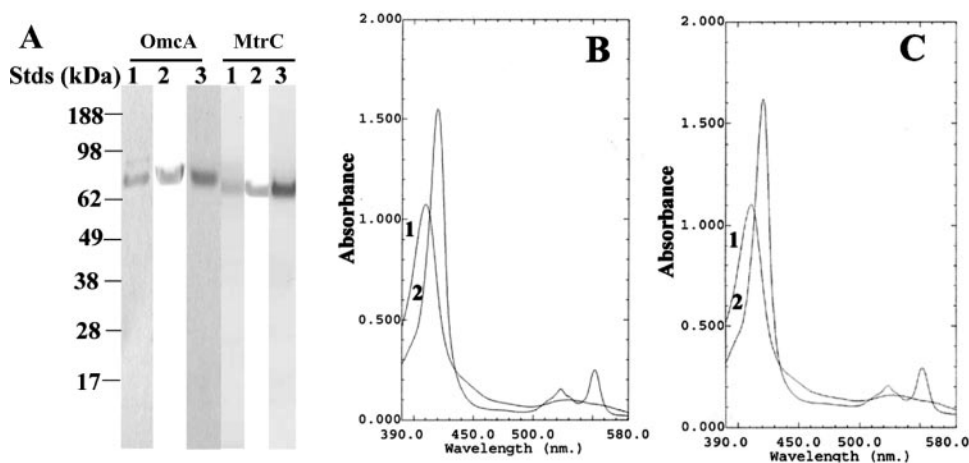 A
OmcA MtrC
Stds (kDa) 1 2 3 1 2 3
188
98
62
49
38
28
17
B
2.000
1.500
1.000
0.500
0.000
Absorbance
1
2
390.0 450.0 500.0 580.0
Wavelength (nm.)
C
2.000
1.500
1.000
0.500
0.000
Absorbance
1
2
390.0 450.0 500.0 580.0
Wavelength (nm.)